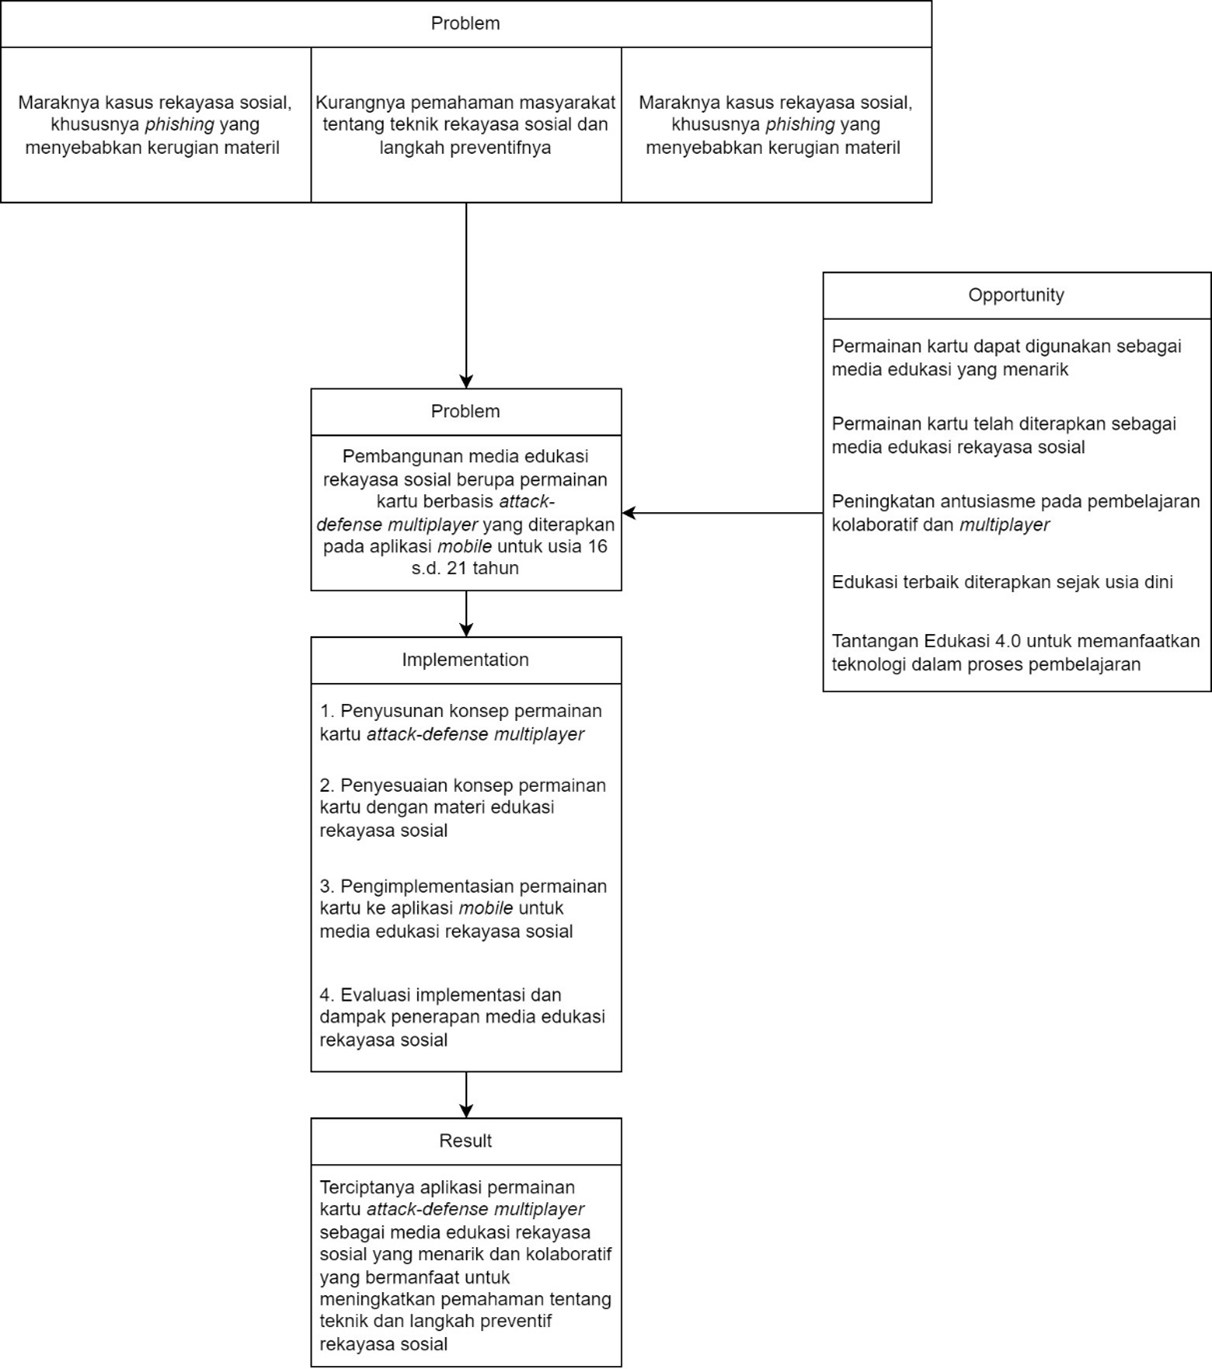 Problem
Maraknya kasus rekayasa sosial,
khususnya phishing yang
menyebabkan kerugian materil
Kurangnya pemahaman masyarakat
tentang teknik rekayasa sosial dan
langkah preventifnya
Maraknya kasus rekayasa sosial,
khususnya phishing yang
menyebabkan kerugian materil
Opportunity
Permainan kartu dapat digunakan sebagai
media edukasi yang menarik
Permainan kartu telah diterapkan sebagai
media edukasi rekayasa sosial
Peningkatan antusiasme pada pembelajaran
kolaboratif dan multiplayer
Edukasi terbaik diterapkan sejak usia dini
Tantangan Edukasi 4.0 untuk memanfaatkan
teknologi dalam proses pembelajaran
Problem
Pembangunan media edukasi
rekayasa sosial berupa permainan
kartu berbasis attack-
defense multiplayer yang diterapkan
pada aplikasi mobile untuk usia 16
s.d. 21 tahun
Implementation
1. Penyusunan konsep permainan
kartu attack-defense multiplayer
2. Penyesuaian konsep permainan
kartu dengan materi edukasi
rekayasa sosial
3. Pengimplementasian permainan
kartu ke aplikasi mobile untuk
media edukasi rekayasa sosial
4. Evaluasi implementasi dan
dampak penerapan media edukasi
rekayasa sosial
Result
Terciptanya aplikasi permainan
kartu attack-defense multiplayer
sebagai media edukasi rekayasa
sosial yang menarik dan kolaboratif
yang bermanfaat untuk
meningkatkan pemahaman tentang
teknik dan langkah preventif
rekayasa sosial